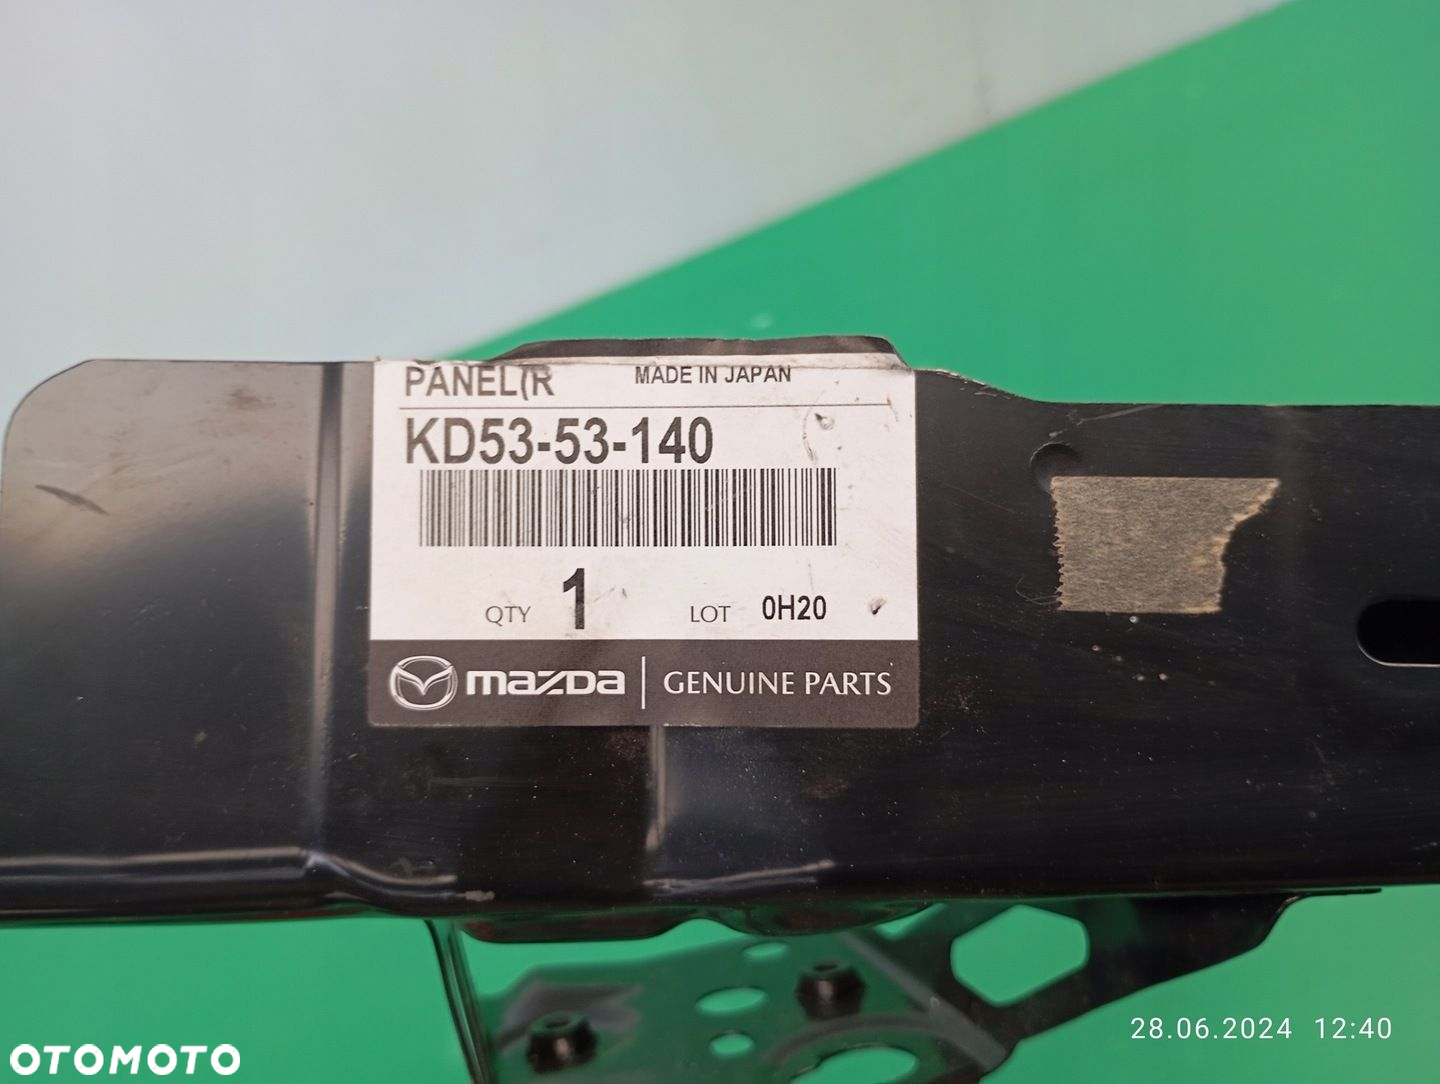 PANEL(R
MADE IN JAPAN
KD53-53-140
QTY 1 LOT 0H20
mazda | GENUINE PARTS
28.06.2024 12:40
OTOMOTO